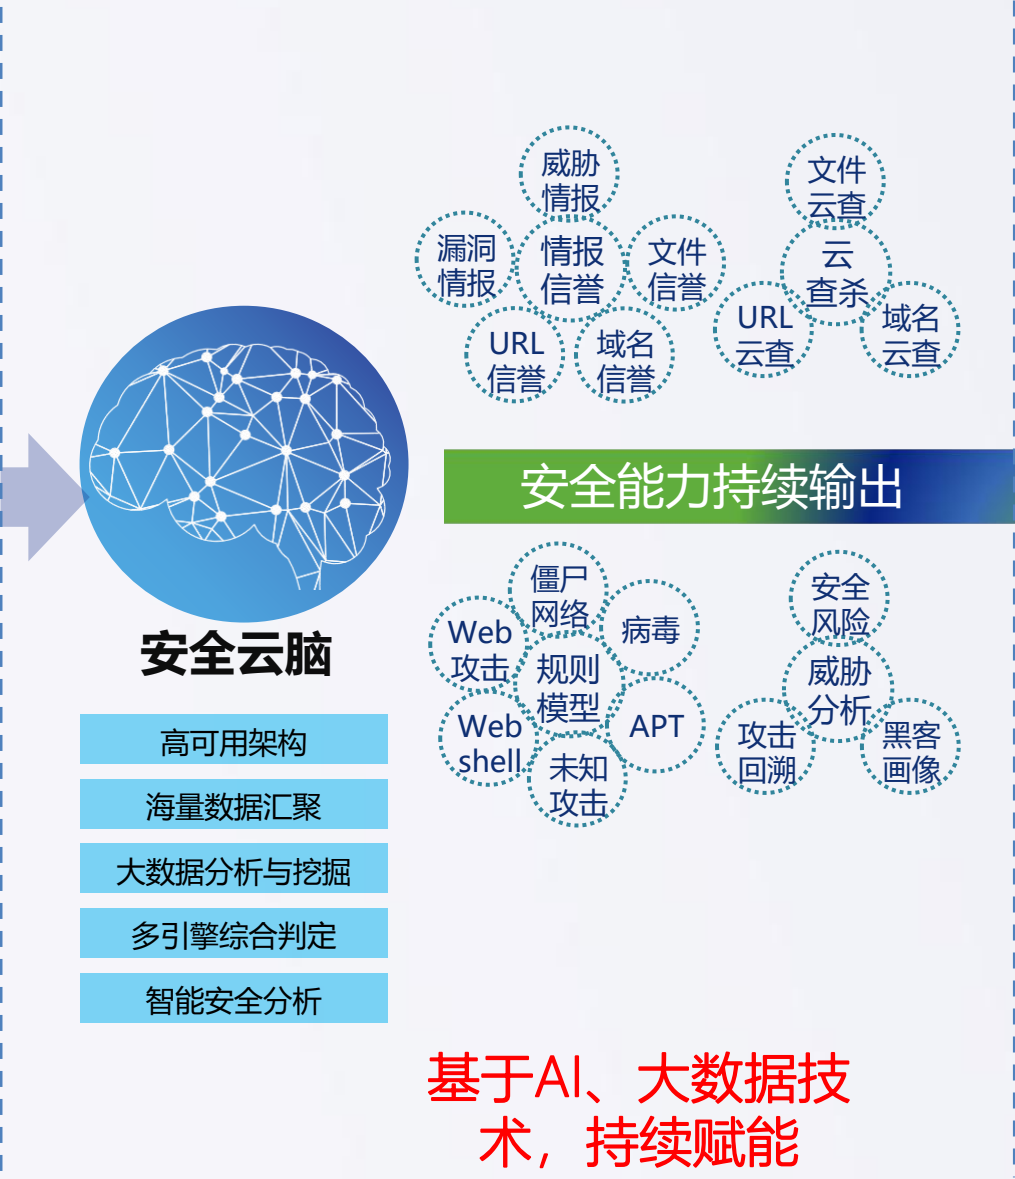 威胁
情报
漏洞
情报
情报
信誉
文件
信誉
URL
信誉
域名
信誉
文件
云查
云
查杀
URL
云查
域名
云查
安全能力持续输出
僵尸
网络
Web
攻击
病毒
规则
模型
Web
shell
APT
未知
攻击
安全
风险
威胁
分析
攻击
回溯
黑客
画像
安全云脑
高可用架构
海量数据汇聚
大数据分析与挖掘
多引擎综合判定
智能安全分析
基于AI、大数据技
术，持续赋能